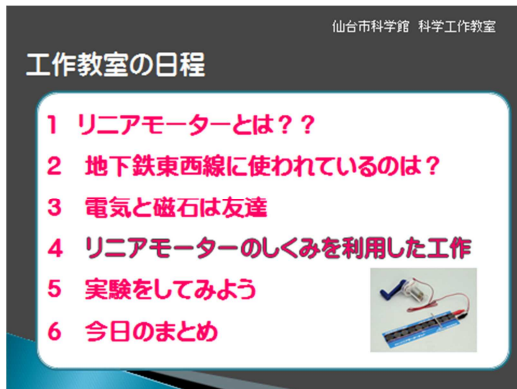 仙台市科学館 科学工作教室
工作教室の日程
1 リニアモーターとは？？
2 地下鉄東西線に使われているのは？
3 電気と磁石は友達
4 リニアモーターのしくみを利用した工作
5 実験をしてみよう
6 今日のまとめ